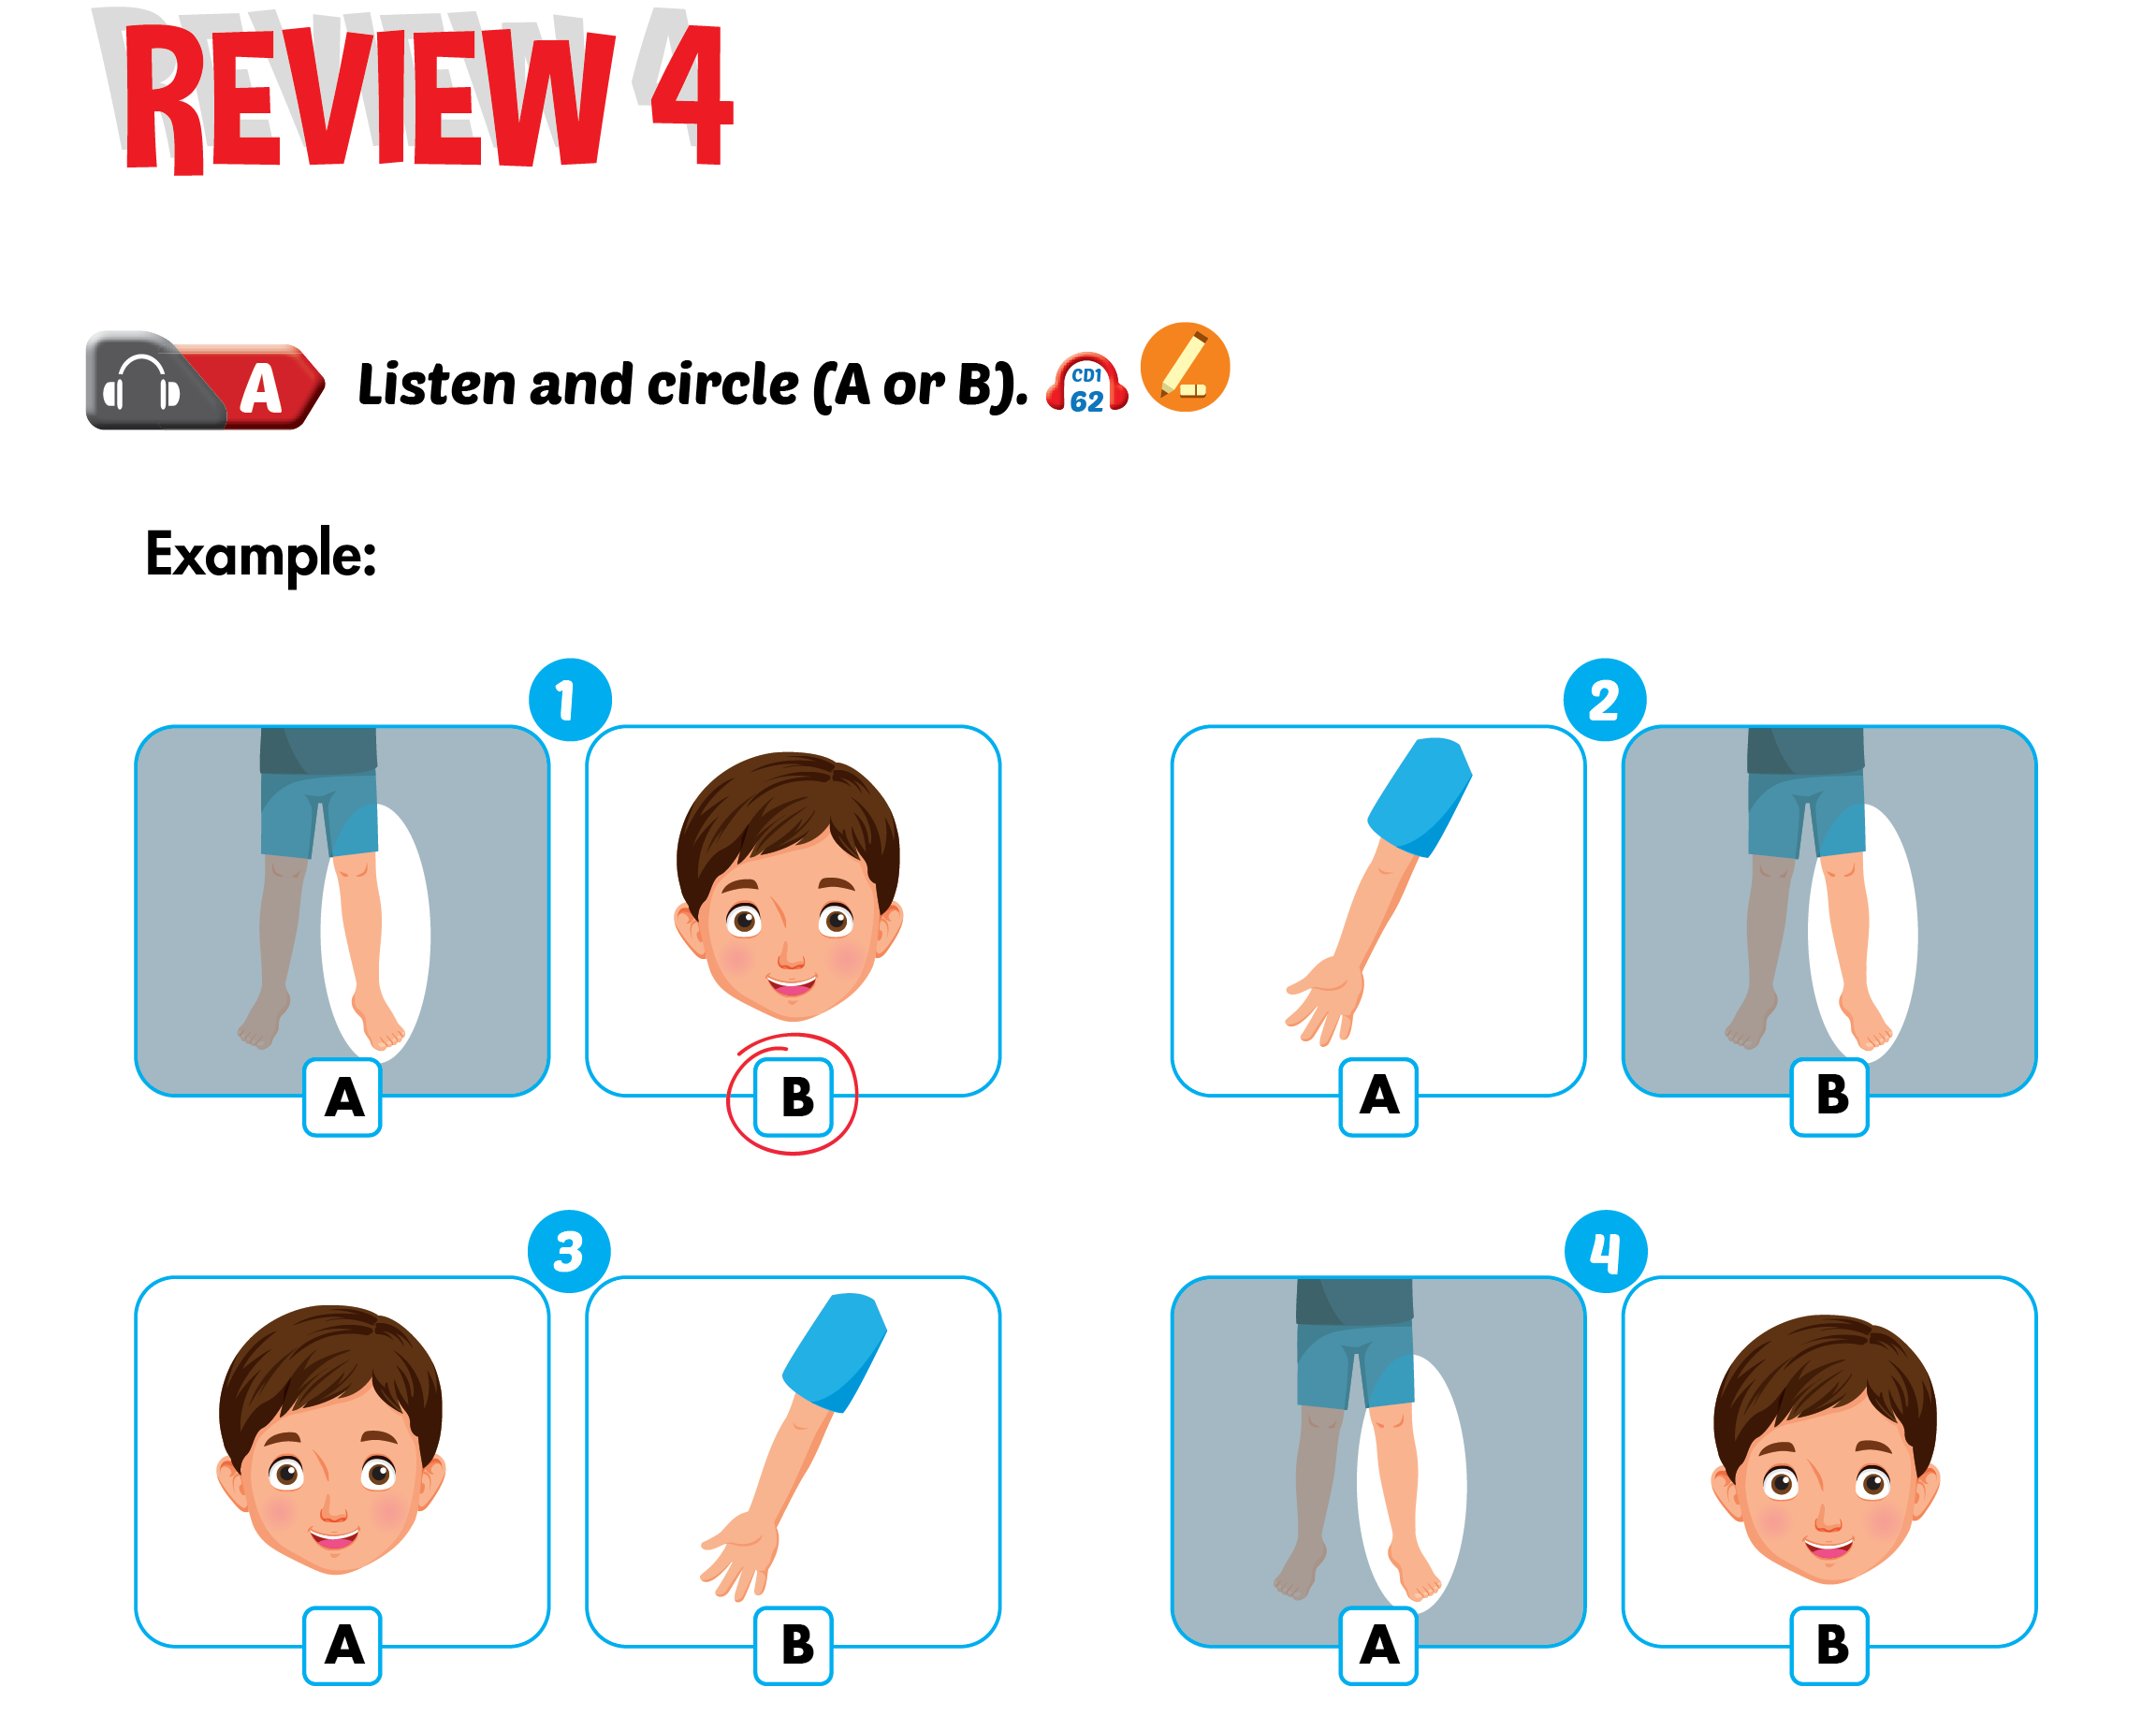 REVIEW 4
A Listen and circle (A or B). CD1 62
Example:
1 2
A B A B
3 4
A B A B